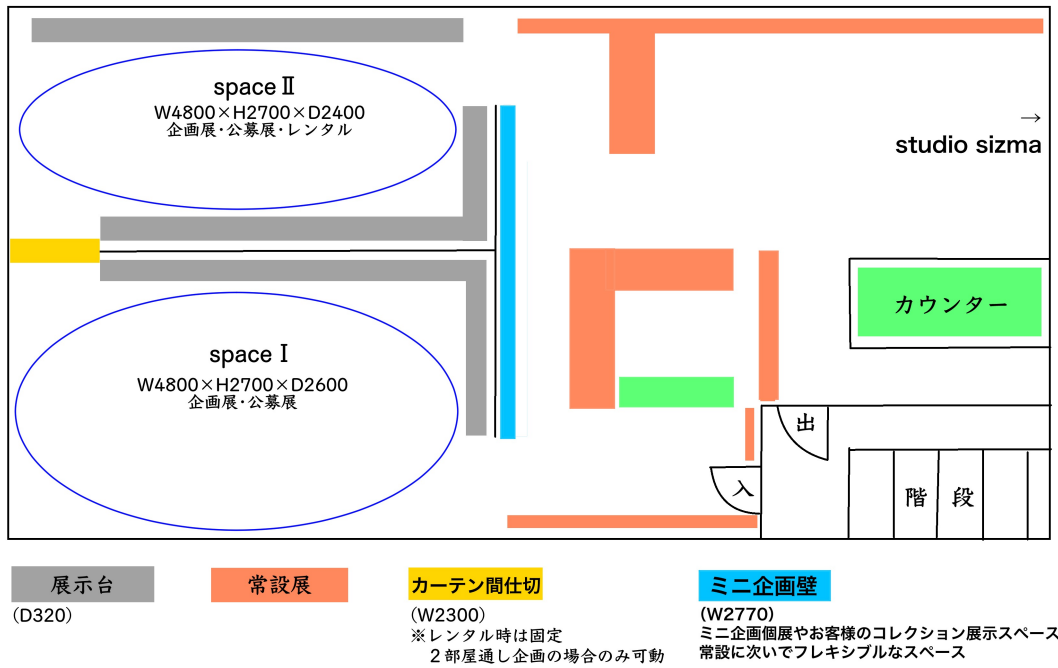 space Ⅱ
W4800×H2700×D2400
企画展・公募展・レンタル
→
studio sizma
カウンター
space Ⅰ
W4800×H2700×D2600
企画展・公募展
出
入
階段
展示台
(D320)
常設展
カーテン間仕切
(W2300)
※レンタル時は固定
２部屋通し企画の場合のみ可動
ミニ企画壁
(W2770)
ミニ企画個展やお客様のコレクション展示スペース
常設に次いでフレキシブルなスペース